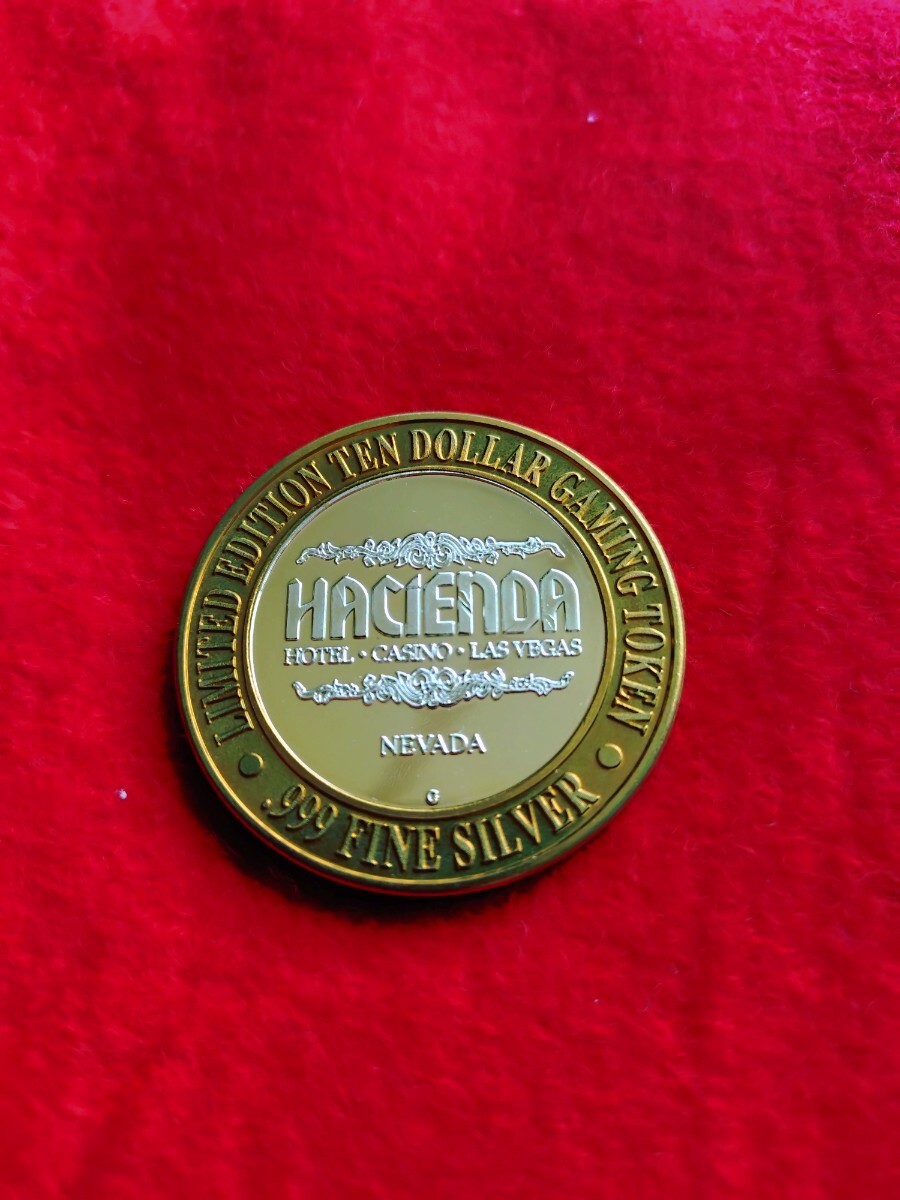 LIMITED EDITION TEN DOLLAR GAMING TOKEN
HACIENDA
HOTEL · CASINO · LAS VEGAS
NEVADA
G
.999 FINE SILVER